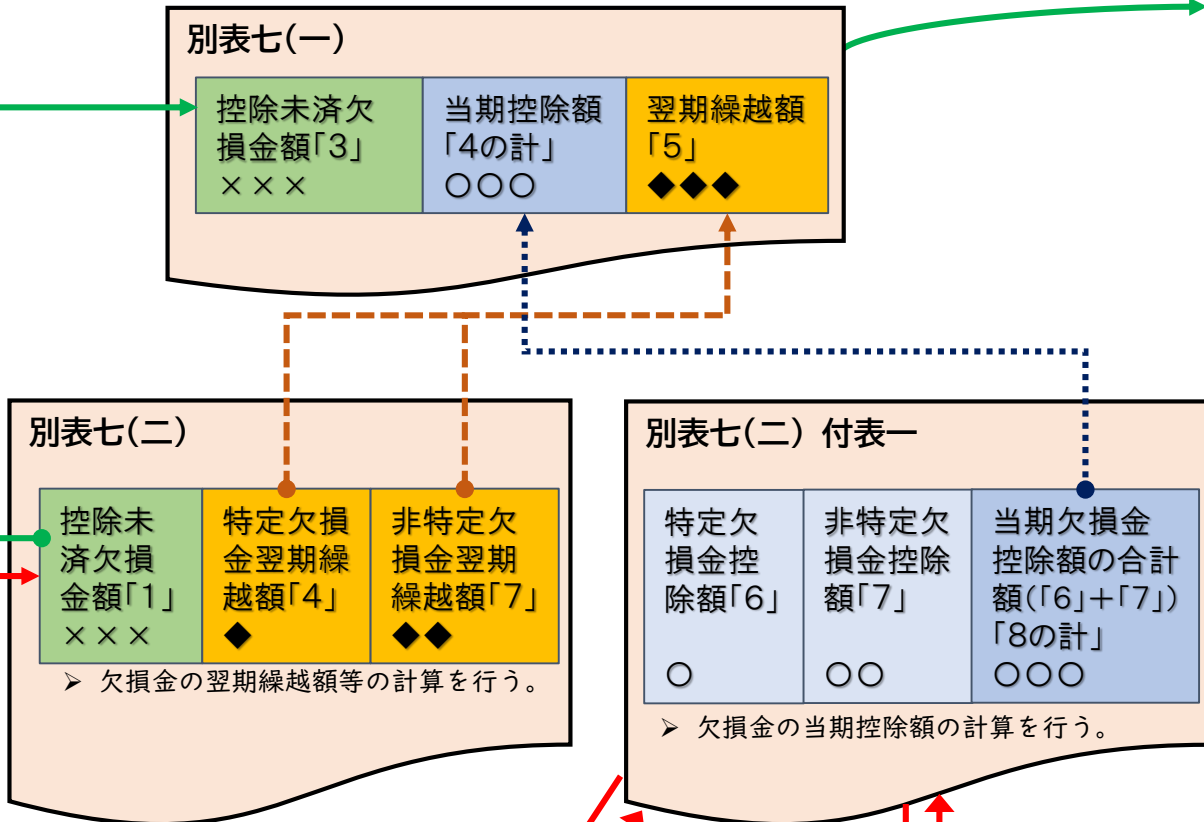 別表七(一)
控除未済欠
損金額「3」
×××
当期控除額
「4の計」
○○○
翌期繰越額
「5」
◆◆◆
別表七(二)
控除未
済欠損
金額「1」
×××
特定欠損
金翌期繰
越額「4」
◆
非特定欠
損金翌期
繰越額「7」
◆◆
➢ 欠損金の翌期繰越額等の計算を行う。
別表七(二) 付表一
特定欠
損金控
除額「6」
○
非特定欠
損金控除
額「7」
○○
当期欠損金
控除額の合計
額(「6」+「7」)
「8の計」
○○○
➢ 欠損金の当期控除額の計算を行う。